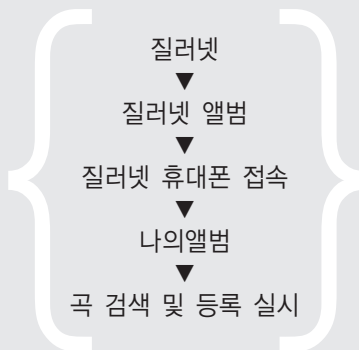 질러넷
▼
질러넷 앨범
▼
질러넷 휴대폰 접속
▼
나의앨범
▼
곡 검색 및 등록 실시